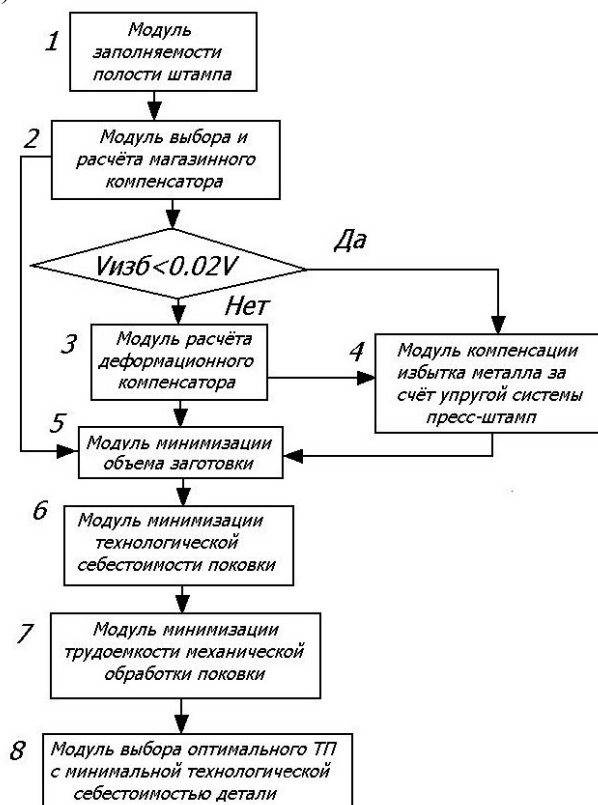 )
1
Модуль
заполняемости
полости штампа
2
Модуль выбора и
расчёта магазинного
компенсатора
Vизб<0.02V
Да
Нет
3
Модуль расчёта
деформационного
компенсатора
4
Модуль компенсации
избытка металла за
счёт упругой системы
пресс-штамп
5
Модуль минимизации
объема заготовки
6
Модуль минимизации
технологической
себестоимости поковки
7
Модуль минимизации
трудоемкости механической
обработки поковки
8
Модуль выбора оптимального ТП
с минимальной технологической
себестоимостью детали